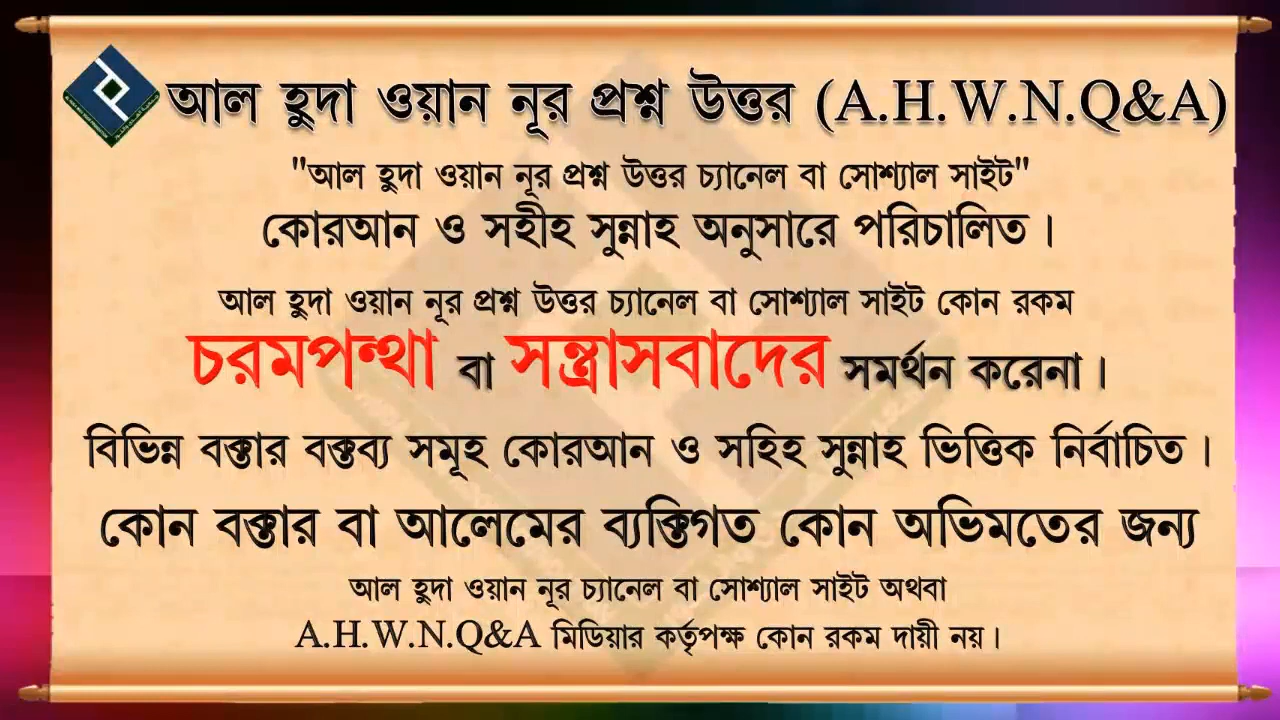 আল হুদা ওয়ান নূর প্রশ্ন উত্তর (A.H.W.N.Q&A)
"আল হুদা ওয়ান নূর প্রশ্ন উত্তর চ্যানেল বা সোশ্যাল সাইট"
কোরআন ও সহীহ সুন্নাহ অনুসারে পরিচালিত ।
আল হুদা ওয়ান নূর প্রশ্ন উত্তর চ্যানেল বা সোশ্যাল সাইট কোন রকম
চরমপন্থা বা সন্ত্রাসবাদের সমর্থন করেনা ।
বিভিন্ন বক্তার বক্তব্য সমূহ কোরআন ও সহিহ সুন্নাহ ভিত্তিক নির্বাচিত ।
কোন বক্তার বা আলেমের ব্যক্তিগত কোন অভিমতের জন্য
আল হুদা ওয়ান নূর চ্যানেল বা সোশ্যাল সাইট অথবা
A.H.W.N.Q&A মিডিয়ার কর্তৃপক্ষ কোন রকম দায়ী নয় ।